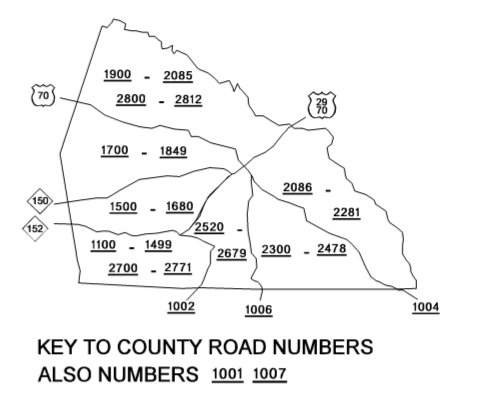 1900 - 2085
2800 - 2812
70
29
70
1700 - 1849
2086 -
2281
150
1500 - 1680
152
2520 -
2679
1100 - 1499
2300 - 2478
2700 - 2771
1002
1006
1004
KEY TO COUNTY ROAD NUMBERS
ALSO NUMBERS 1001 1007